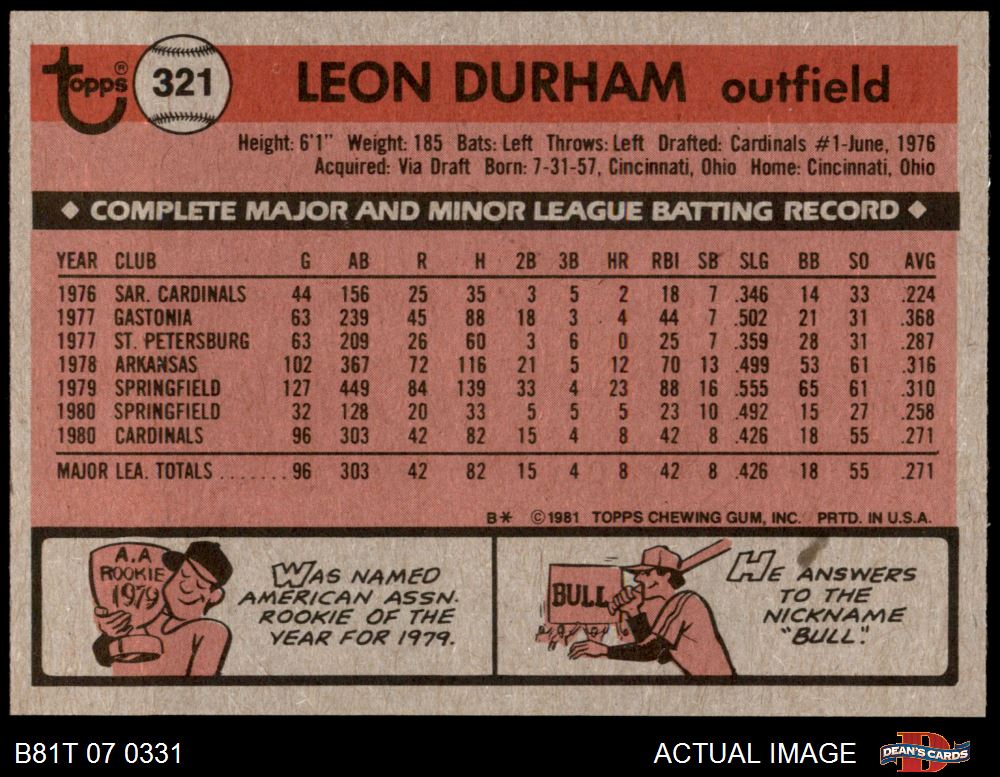 topps® 321 LEON DURHAM outfield
Height: 6'1" Weight: 185 Bats: Left Throws: Left Drafted: Cardinals #1-June, 1976
Acquired: Via Draft Born: 7-31-57, Cincinnati, Ohio Home: Cincinnati, Ohio
◆ COMPLETE MAJOR AND MINOR LEAGUE BATTING RECORD ◆
YEAR CLUB G AB R H 2B 3B HR RBI SB SLG BB SO AVG
1976 SAR. CARDINALS 44 156 25 35 3 5 2 18 7 .346 14 33 .224
1977 GASTONIA 63 239 45 88 18 3 4 44 7 .502 21 31 .368
1977 ST. PETERSBURG 63 209 26 60 3 6 0 25 7 .359 28 31 .287
1978 ARKANSAS 102 367 72 116 21 5 12 70 13 .499 53 61 .316
1979 SPRINGFIELD 127 449 84 139 33 4 23 88 16 .555 65 61 .310
1980 SPRINGFIELD 32 128 20 33 5 5 5 23 10 .492 15 27 .258
1980 CARDINALS 96 303 42 82 15 4 8 42 8 .426 18 55 .271
MAJOR LEA. TOTALS ....... 96 303 42 82 15 4 8 42 8 .426 18 55 .271
B* ©1981 TOPPS CHEWING GUM, INC. PRTD. IN U.S.A.
A.A
ROOKIE
1979
WAS NAMED
AMERICAN ASSN.
ROOKIE OF THE
YEAR FOR 1979.
BULL
HE ANSWERS
TO THE
NICKNAME
"BULL."
B81T 07 0331 ACTUAL IMAGE DEAN'S CARDS